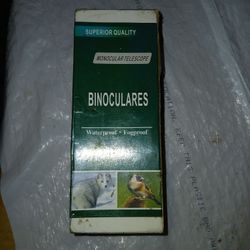 SUPERIOR QUALITY
MONOCULAR TELESCOPE
BINOCULARES
Waterproof • Fogproof